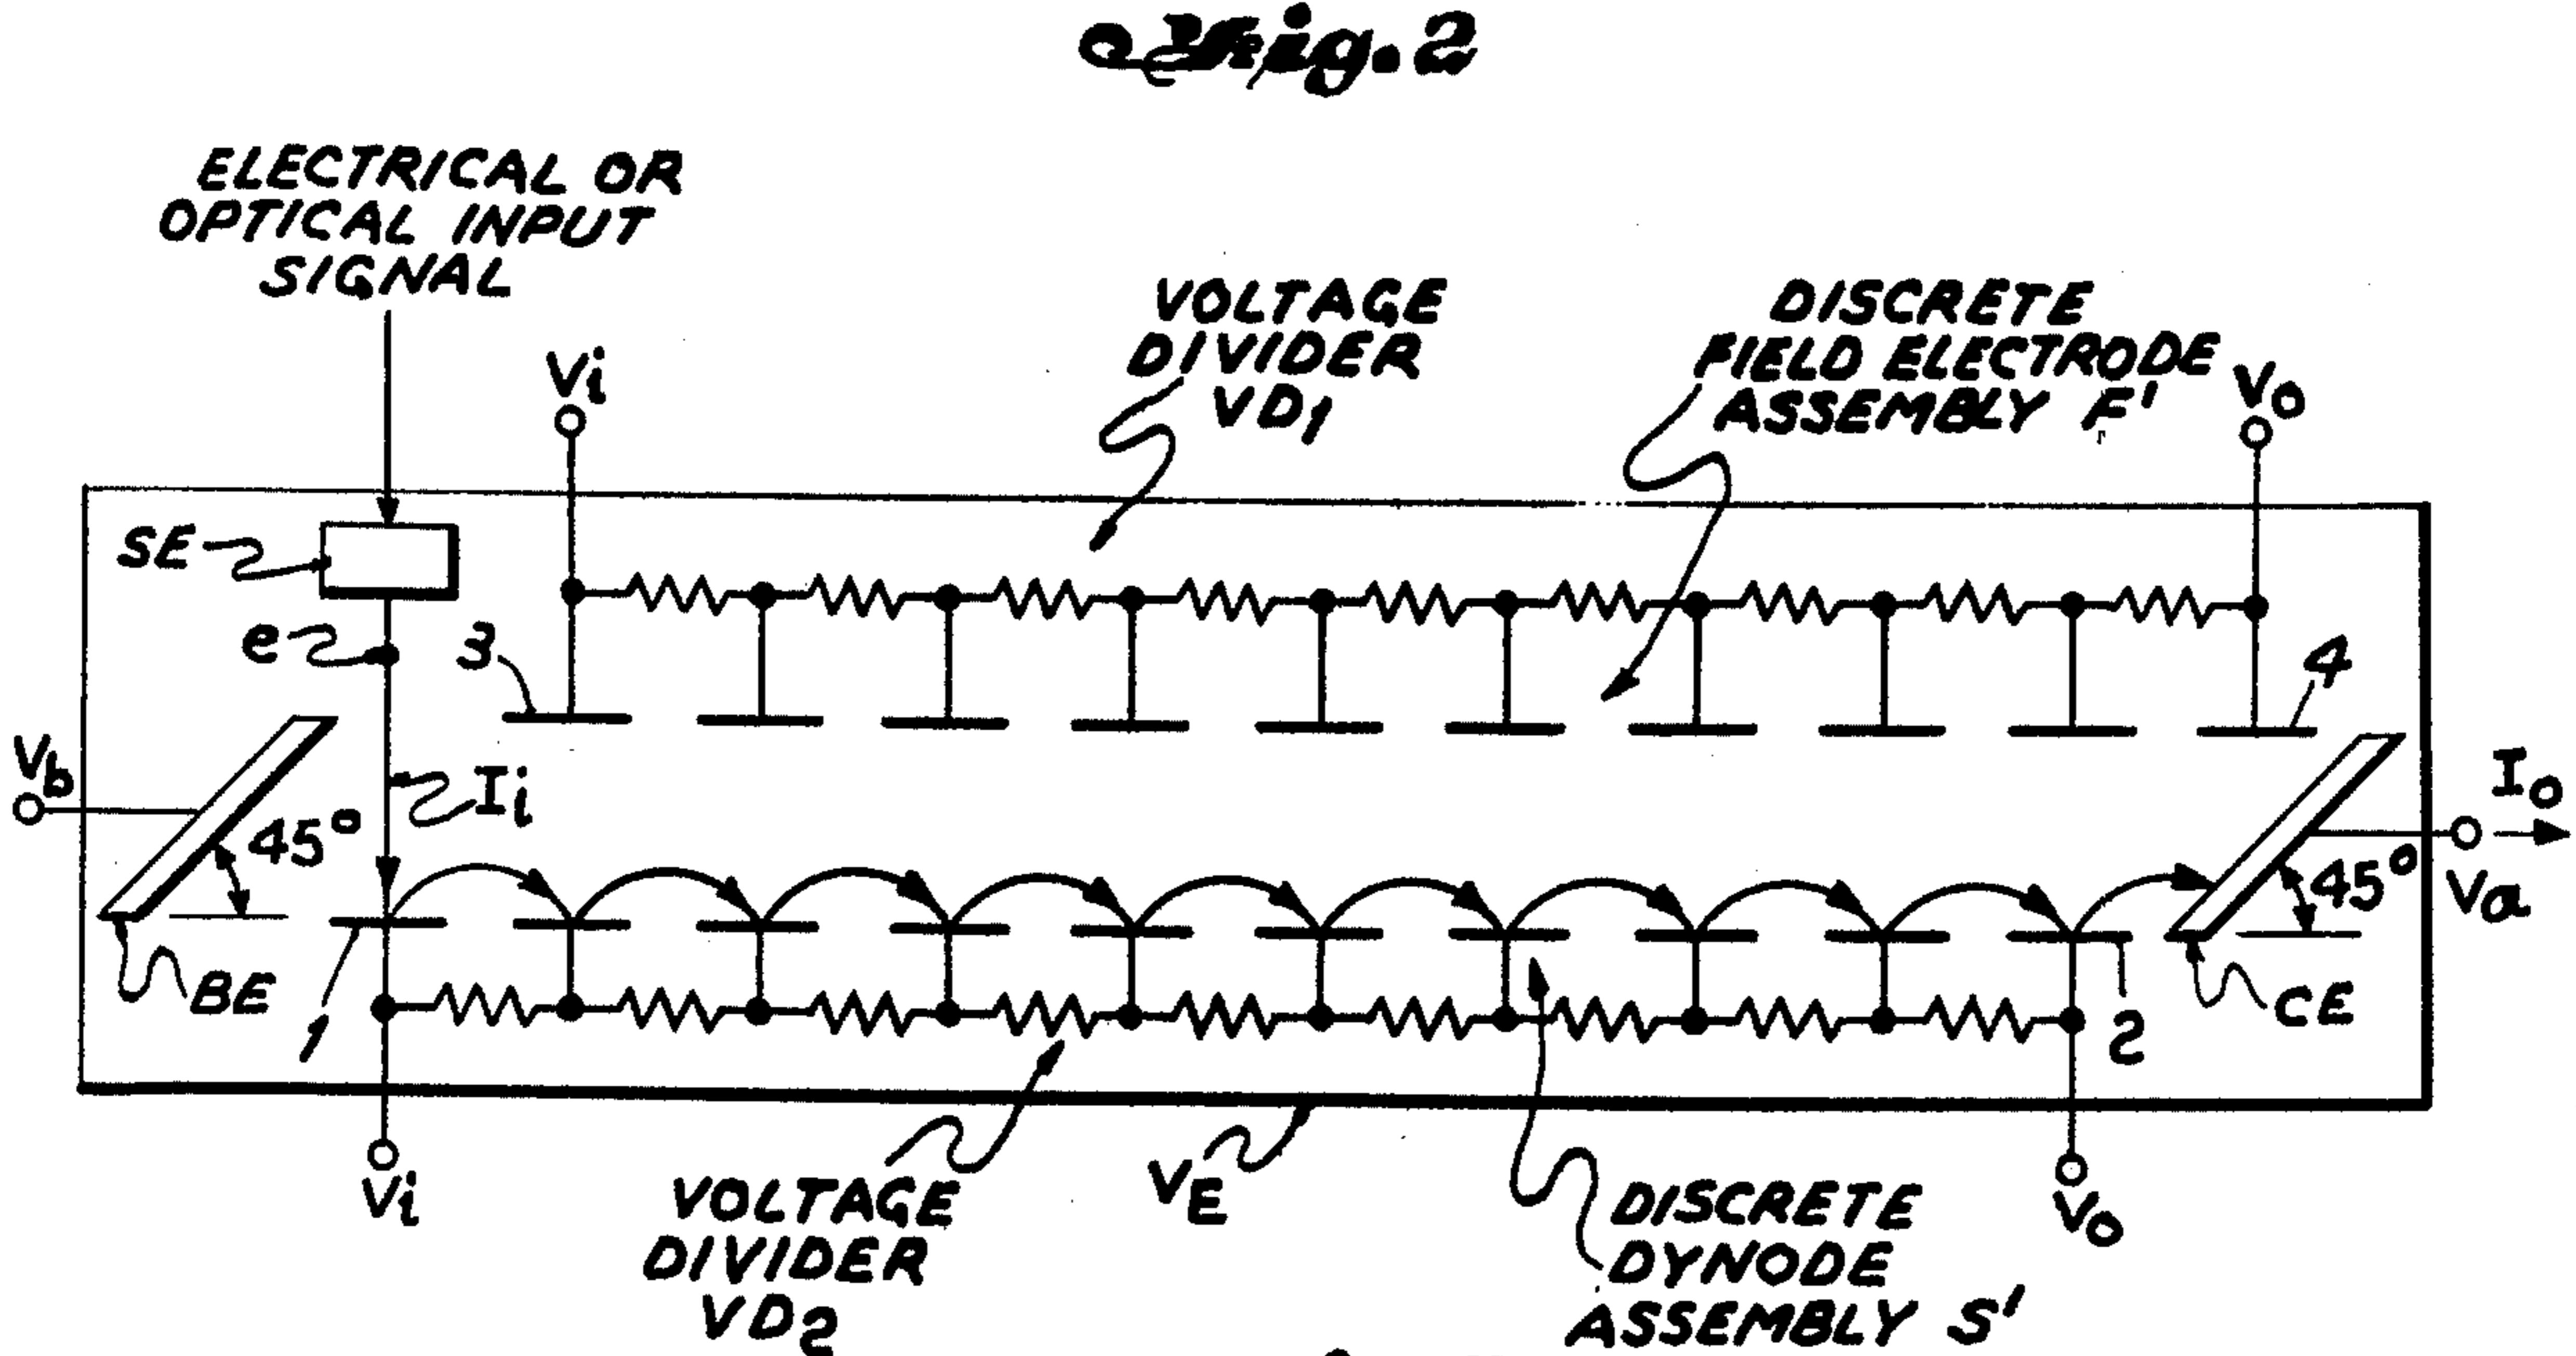 Fig. 2
ELECTRICAL OR
OPTICAL INPUT
SIGNAL
Vi
VOLTAGE
DIVIDER
VD1
DISCRETE
FIELD ELECTRODE
ASSEMBLY F'
Vo
SE
e
3
4
Vb
45°
Ii
Io
Va
45°
BE
1
2
CE
Vi
VOLTAGE
DIVIDER
VD2
VE
DISCRETE
DYNODE
ASSEMBLY S'
Vo